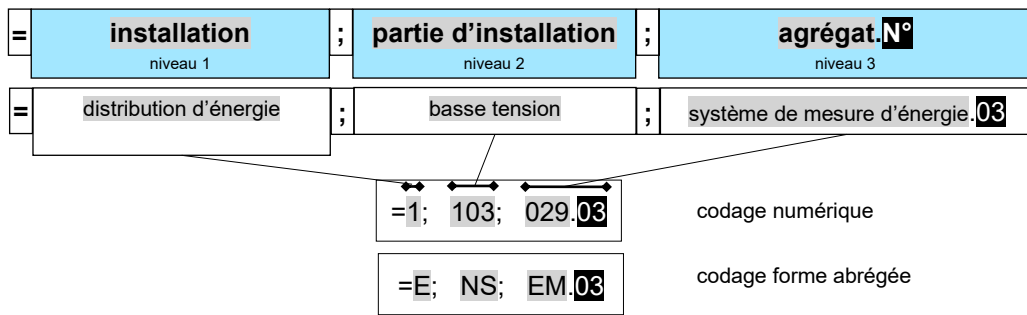 = installation ; partie d’installation ; agrégat.N°
niveau 1 niveau 2 niveau 3
= distribution d’énergie ; basse tension ; système de mesure d’énergie.03
=1; 103; 029.03 codage numérique
=E; NS; EM.03 codage forme abrégée